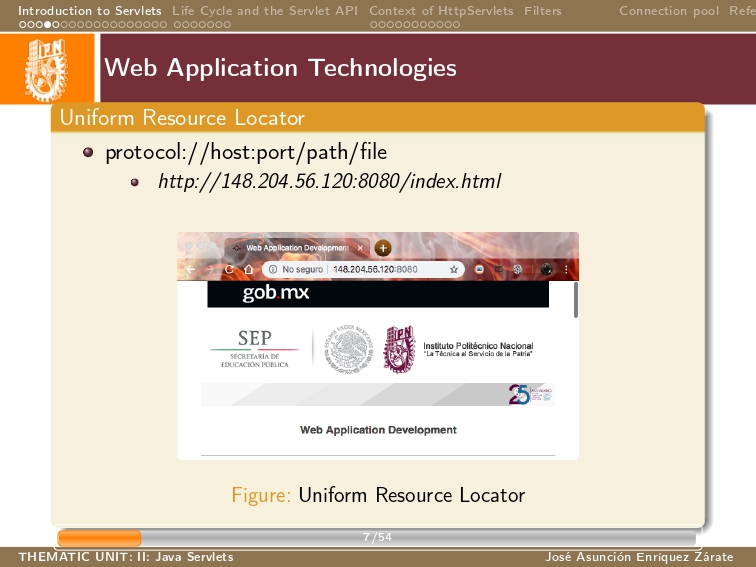 Introduction to Servlets Life Cycle and the Servlet API Context of HttpServlets Filters Connection pool Refe
IPN
Web Application Technologies
Uniform Resource Locator
protocol://host:port/path/file
http://148.204.56.120:8080/index.html
Web Application Development
No seguro 148.204.56.120:8080
gob.mx
SEP
SECRETARÍA DE
EDUCACIÓN PÚBLICA
Instituto Politécnico Nacional
"La Técnica al Servicio de la Patria"
25
Web Application Development
Figure: Uniform Resource Locator
7/54
THEMATIC UNIT: II: Java Servlets José Asunción Enríquez Zárate